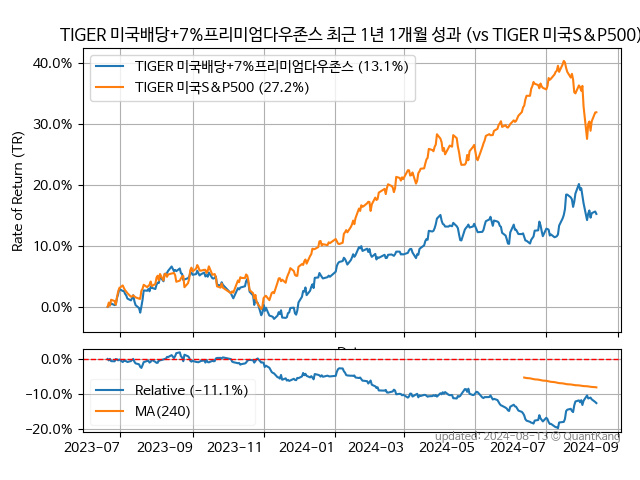 TIGER 미국배당+7%프리미엄다우존스 최근 1년 1개월 성과 (vs TIGER 미국S&P500)
TIGER 미국배당+7%프리미엄다우존스 (13.1%)
TIGER 미국S&P500 (27.2%)
Rate of Return (TR)
40.0%
30.0%
20.0%
10.0%
0.0%
0.0%
-10.0%
-20.0%
Relative (-11.1%)
MA(240)
updated: 2024-08-13 © QuantKang
2023-07 2023-09 2023-11 2024-01 2024-03 2024-05 2024-07 2024-09